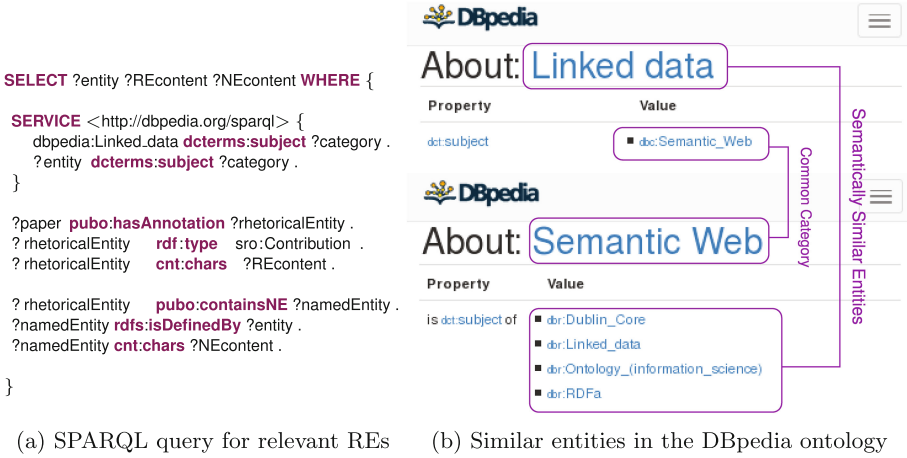 SELECT ?entity ?REcontent ?NEcontent WHERE {
SERVICE <http://dbpedia.org/sparql> {
dbpedia:Linked_data dcterms:subject ?category .
?entity dcterms:subject ?category .
}
?paper pubo:hasAnnotation ?rhetoricalEntity .
? rhetoricalEntity rdf:type sro:Contribution .
? rhetoricalEntity cnt:chars ?REcontent .
? rhetoricalEntity pubo:containsNE ?namedEntity .
?namedEntity rdfs:isDefinedBy ?entity .
?namedEntity cnt:chars ?NEcontent .
}
(a) SPARQL query for relevant REs
DBpedia
About: Linked data
Property Value
dct:subject dbc:Semantic_Web
DBpedia
About: Semantic Web
Property Value
is dct:subject of
dbr:Dublin_Core
dbr:Linked_data
dbr:Ontology_(information_science)
dbr:RDFa
Common Category
Semantically Similar Entities
(b) Similar entities in the DBpedia ontology